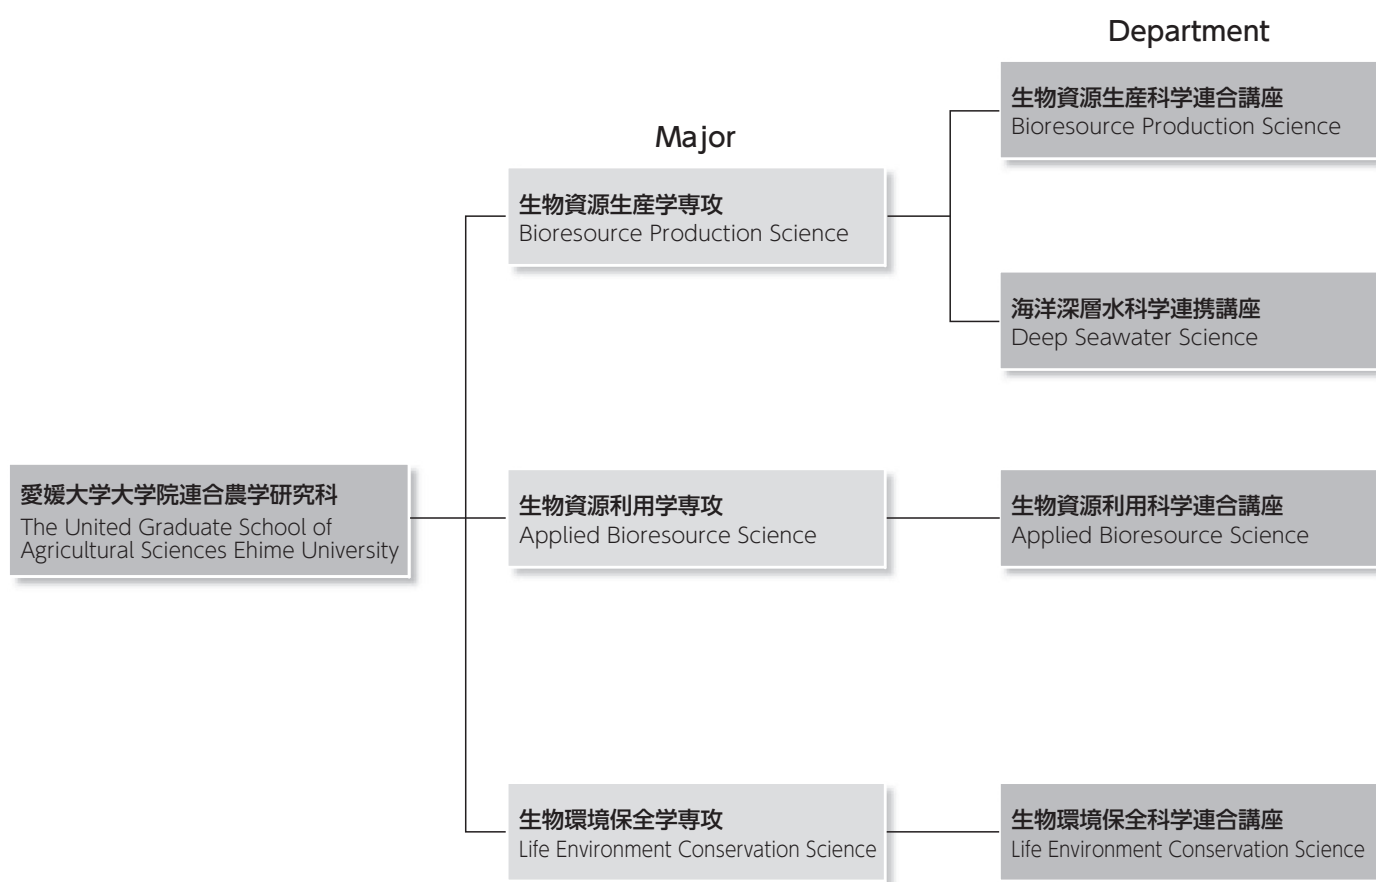 Department
生物資源生産科学連合講座
Bioresource Production Science
Major
生物資源生産学専攻
Bioresource Production Science
海洋深層水科学連携講座
Deep Seawater Science
愛媛大学大学院連合農学研究科
The United Graduate School of
Agricultural Sciences Ehime University
生物資源利用学専攻
Applied Bioresource Science
生物資源利用科学連合講座
Applied Bioresource Science
生物環境保全学専攻
Life Environment Conservation Science
生物環境保全科学連合講座
Life Environment Conservation Science